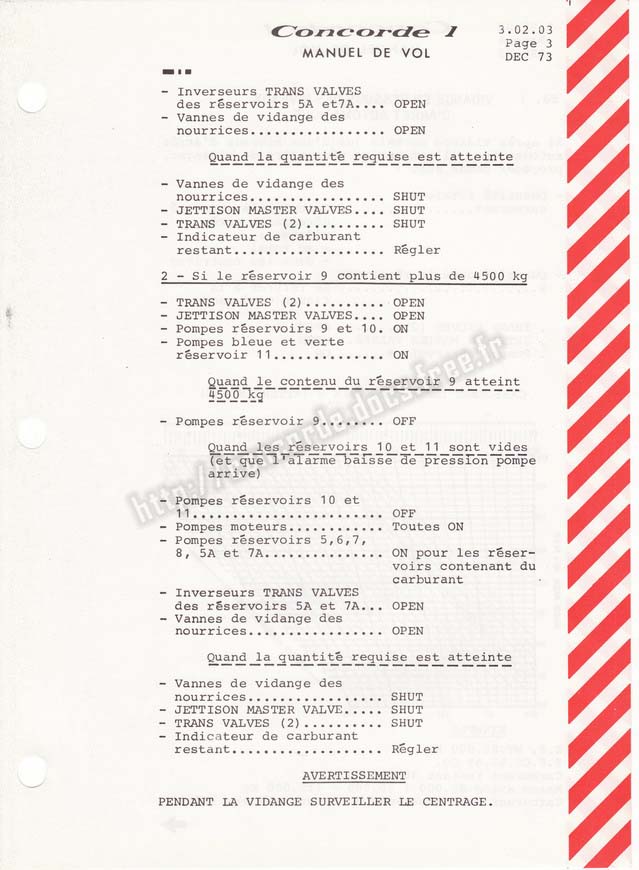 Concorde 1
MANUEL DE VOL
3.02.03
Page 3
DEC 73
- Inverseurs TRANS VALVES
des réservoirs 5A et7A.... OPEN
- Vannes de vidange des
nourrices................. OPEN
Quand la quantité requise est atteinte
- Vannes de vidange des
nourrices................. SHUT
- JETTISON MASTER VALVES.... SHUT
- TRANS VALVES (2).......... SHUT
- Indicateur de carburant
restant................... Régler
2 - Si le réservoir 9 contient plus de 4500 kg
- TRANS VALVES (2).......... OPEN
- JETTISON MASTER VALVES.... OPEN
- Pompes réservoirs 9 et 10. ON
- Pompes bleue et verte
réservoir 11.............. ON
Quand le contenu du réservoir 9 atteint
4500 kg
- Pompes réservoir 9........ OFF
Quand les réservoirs 10 et 11 sont vides
(et que l'alarme baisse de pression pompe
arrive)
- Pompes réservoirs 10 et
11........................ OFF
- Pompes moteurs............ Toutes ON
- Pompes réservoirs 5,6,7,
8, 5A et 7A............... ON pour les réser-
voirs contenant du
carburant
- Inverseurs TRANS VALVES
des réservoirs 5A et 7A... OPEN
- Vannes de vidange des
nourrices................. OPEN
Quand la quantité requise est atteinte
- Vannes de vidange des
nourrices................. SHUT
- JETTISON MASTER VALVE..... SHUT
- TRANS VALVES (2).......... SHUT
- Indicateur de carburant
restant................... Régler
AVERTISSEMENT
PENDANT LA VIDANGE SURVEILLER LE CENTRAGE.